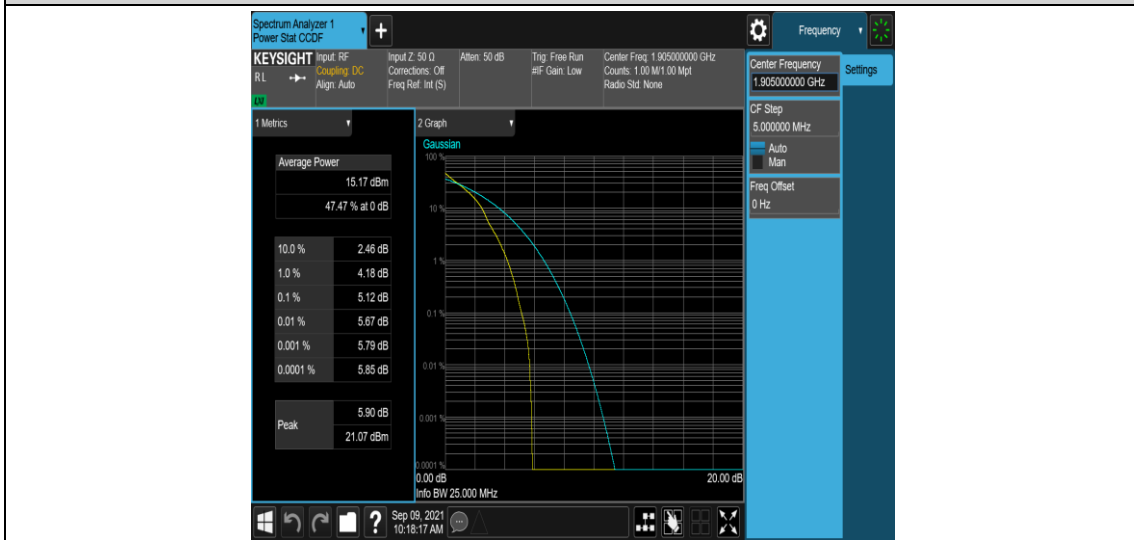 Spectrum Analyzer 1
Power Stat CCDF
+
Frequency
KEYSIGHT
RL
LXI
Input: RF
Coupling: DC
Align: Auto
Input Z: 50 Ω
Corrections: Off
Freq Ref: Int (S)
Atten: 50 dB
Trig: Free Run
#IF Gain: Low
Center Freq: 1.905000000 GHz
Counts: 1.00 M/1.00 Mpt
Radio Std: None
Center Frequency
1.905000000 GHz
Settings
CF Step
5.000000 MHz
Auto
Man
Freq Offset
0 Hz
1 Metrics
Average Power
15.17 dBm
47.47 % at 0 dB
10.0 % 2.46 dB
1.0 % 4.18 dB
0.1 % 5.12 dB
0.01 % 5.67 dB
0.001 % 5.79 dB
0.0001 % 5.85 dB
Peak
5.90 dB
21.07 dBm
2 Graph
Gaussian
100 %
10 %
1 %
0.1 %
0.01 %
0.001 %
0.0001 %
0.00 dB 20.00 dB
Info BW 25.000 MHz
?
Sep 09, 2021
10:18:17 AM